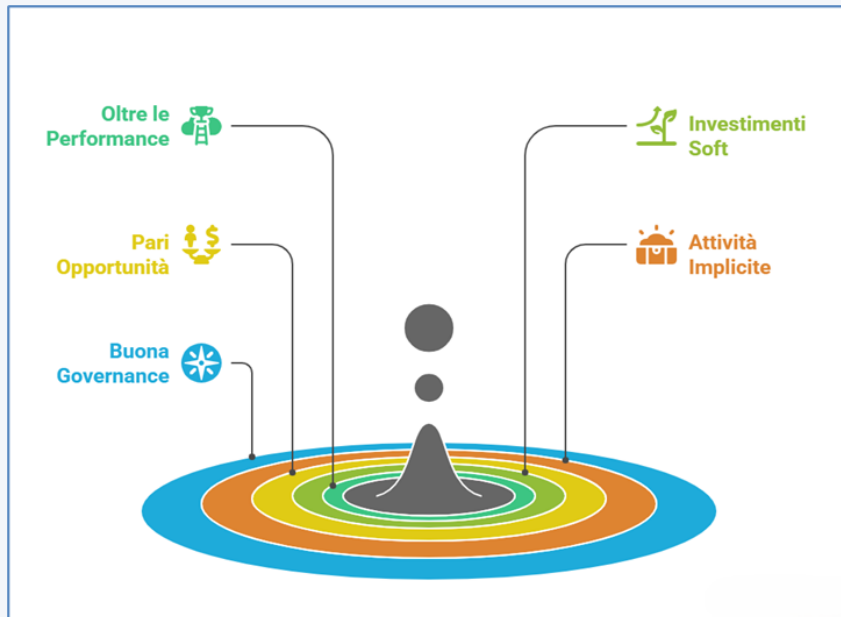 Oltre le
Performance
Investimenti
Soft
Pari
Opportunità
Attività
Implicite
Buona
Governance